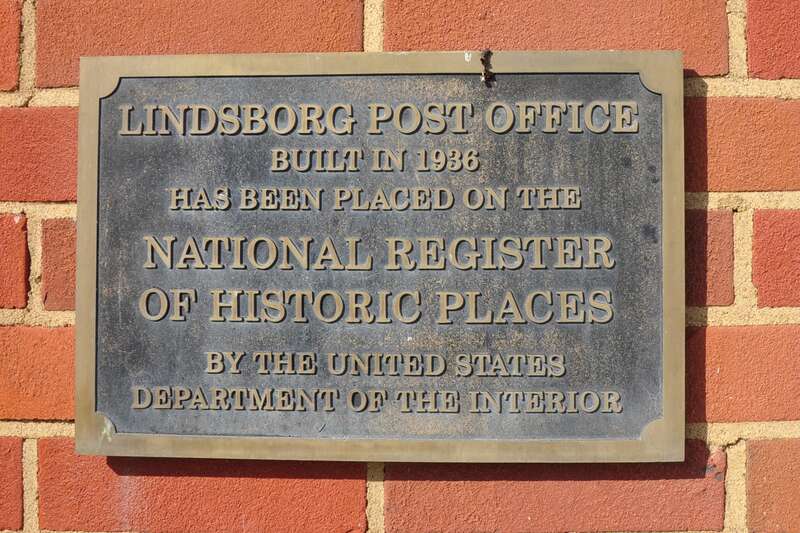 LINDSBORG POST OFFICE
BUILT IN 1936
HAS BEEN PLACED ON THE
NATIONAL REGISTER
OF HISTORIC PLACES
BY THE UNITED STATES
DEPARTMENT OF THE INTERIOR